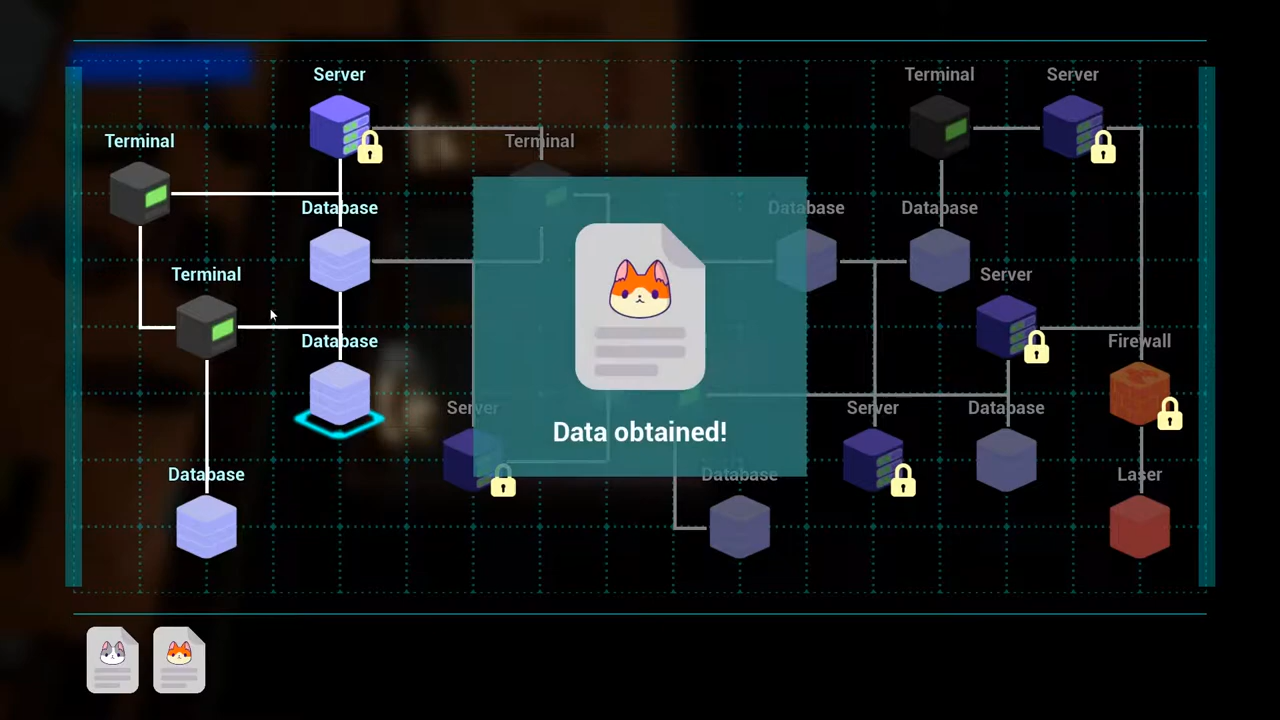 Server
Terminal
Server
Terminal
Terminal
Database
Database
Database
Terminal
Server
Database
Firewall
Server
Server
Database
Data obtained!
Database
Database
Laser